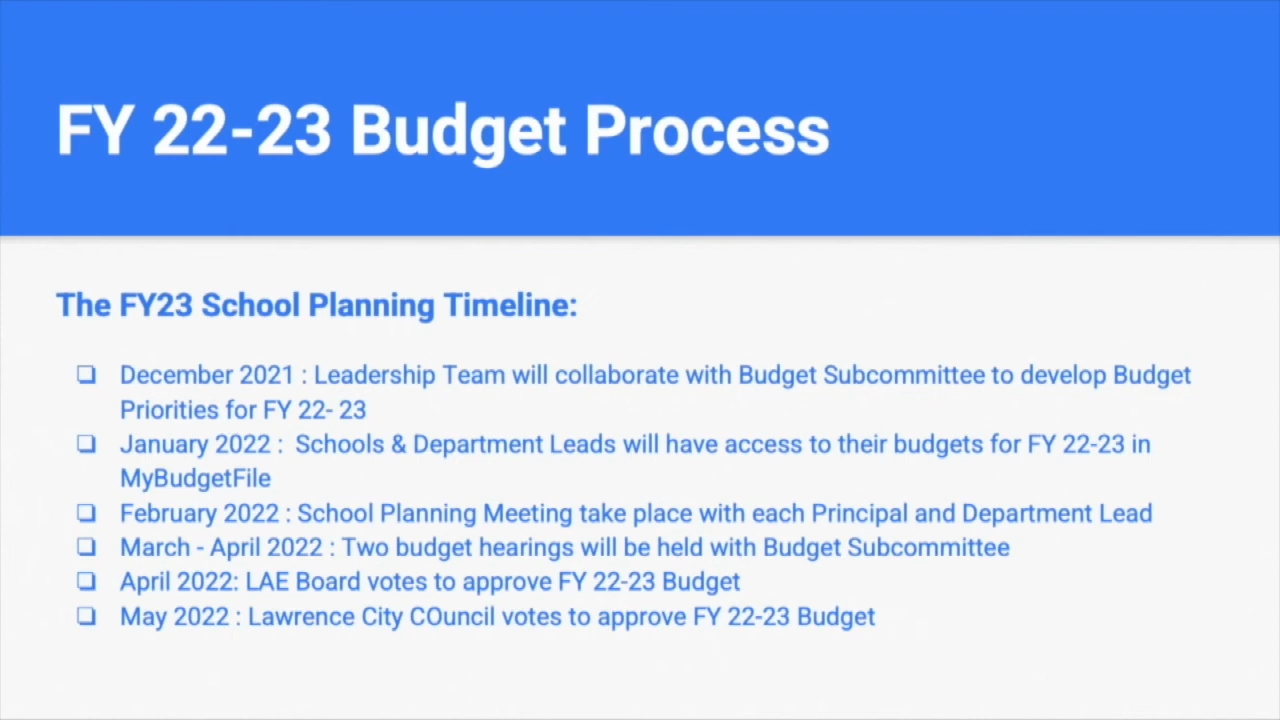 FY 22-23 Budget Process
The FY23 School Planning Timeline:
❏ December 2021 : Leadership Team will collaborate with Budget Subcommittee to develop Budget
Priorities for FY 22- 23
❏ January 2022 :  Schools & Department Leads will have access to their budgets for FY 22-23 in
MyBudgetFile
❏ February 2022 : School Planning Meeting take place with each Principal and Department Lead
❏ March - April 2022 : Two budget hearings will be held with Budget Subcommittee
❏ April 2022: LAE Board votes to approve FY 22-23 Budget
❏ May 2022 : Lawrence City COuncil votes to approve FY 22-23 Budget